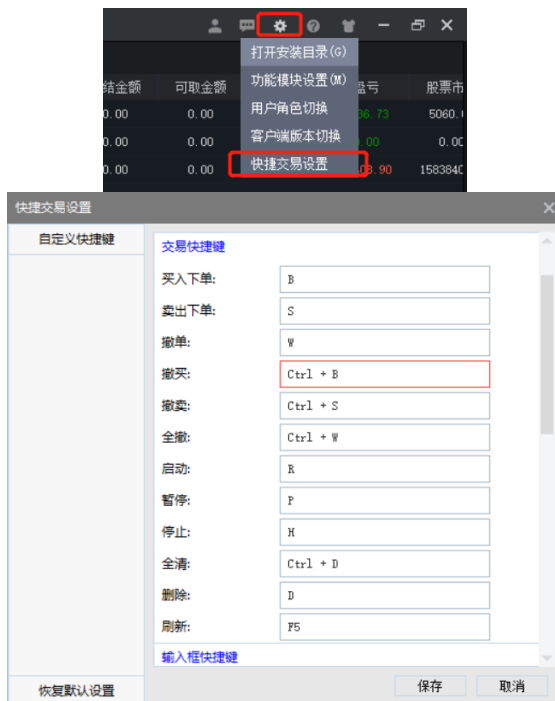 打开安装目录(G)
结金额 可取金额 盈亏 股票市
功能模块设置(M)
0.00 0.00 36.73 5060.
用户角色切换
0.00 0.00 .00 0.00
客户端版本切换
0.00 0.00 03.90 1583840
快捷交易设置
快捷交易设置
自定义快捷键
交易快捷键
买入下单: B
卖出下单: S
撤单: W
撤买: Ctrl + B
撤卖: Ctrl + S
全撤: Ctrl + W
启动: R
暂停: P
停止: H
全清: Ctrl + D
删除: D
刷新: F5
输入框快捷键
恢复默认设置 保存 取消